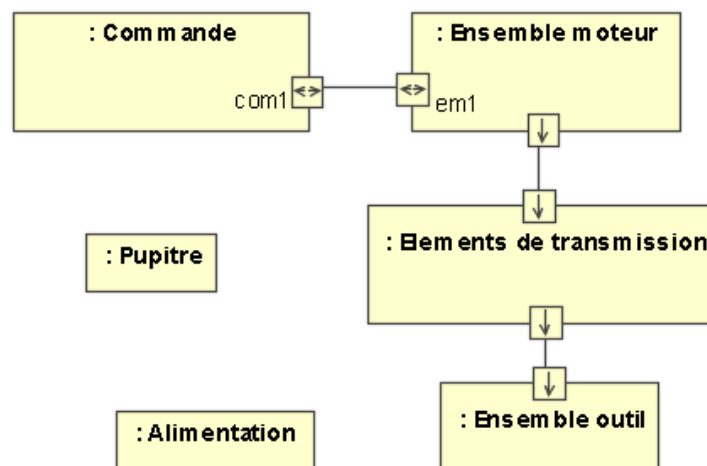 : Commande
: Ensemble moteur
com1
em1
: Elements de transmission
: Pupitre
: Ensemble outil
: Alimentation